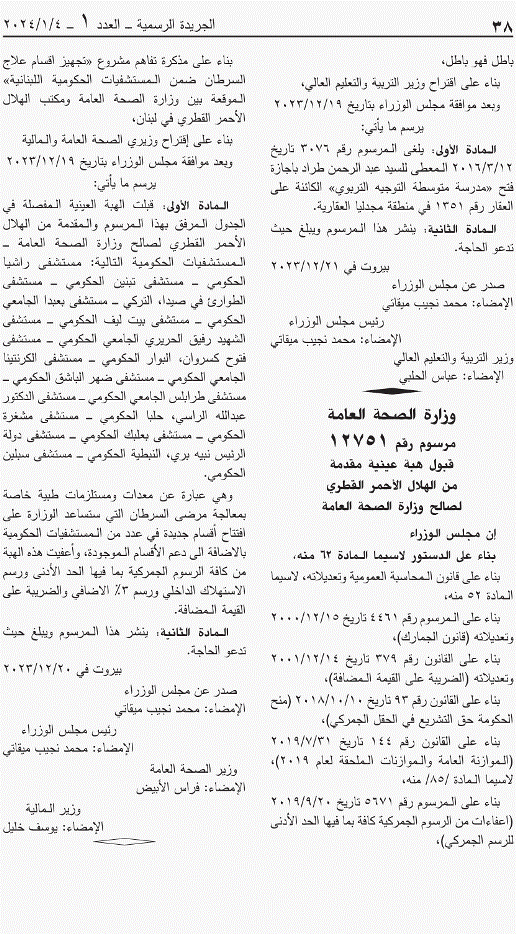 ٣٨
الجريدة الرسمية ــ العدد ١ ــ ٢٠٢٤/١/٤
باطل فهو باطل،
بناء على اقتراح وزير التربية والتعليم العالي،
وبعد موافقة مجلس الوزراء بتاريخ ٢٠٢٣/١٢/١٩
يرسم ما يأتي:
المادة الأولى: يلغى المرسوم رقم ٣٠٧٦ تاريخ
٢٠١٦/٣/١٢ المعطى للسيد عبد الرحمن طراد باجازة
فتح «مدرسة متوسطة التوجيه التربوي» الكائنة على
العقار رقم ١٣٥١ في منطقة مجدليا العقارية.
المادة الثانية: ينشر هذا المرسوم ويبلغ حيث
تدعو الحاجة.
بيروت في ٢٠٢٣/١٢/٢١
صدر عن مجلس الوزراء
الإمضاء: محمد نجيب ميقاتي
رئيس مجلس الوزراء
الإمضاء: محمد نجيب ميقاتي
وزير التربية والتعليم العالي
الإمضاء: عباس الحلبي
وزارة الصحة العامة
مرسوم رقم ١٢٧٥١
قبول هبة عينية مقدمة
من الهلال الأحمر القطري
لصالح وزارة الصحة العامة
إن مجلس الوزراء
بناء على الدستور لاسيما المادة ٦٢ منه،
بناء على قانون المحاسبة العمومية وتعديلاته، لاسيما
المادة ٥٢ منه،
بناء على المرسوم رقم ٤٤٦١ تاريخ ٢٠٠٠/١٢/١٥
وتعديلاته (قانون الجمارك)،
بناء على القانون رقم ٣٧٩ تاريخ ٢٠٠١/١٢/١٤
وتعديلاته (الضريبة على القيمة المضافة)،
بناء على القانون رقم ٩٣ تاريخ ٢٠١٨/١٠/١٠ (منح
الحكومة حق التشريع في الحقل الجمركي)،
بناء على القانون رقم ١٤٤ تاريخ ٢٠١٩/٧/٣١
(الموازنة العامة والموازنات الملحقة لعام ٢٠١٩)،
لاسيما المادة /٨٥/ منه،
بناء على المرسوم رقم ٥٦٧١ تاريخ ٢٠١٩/٩/٢٠
(اعفاءات من الرسوم الجمركية كافة بما فيها الحد الأدنى
للرسم الجمركي)،
بناء على مذكرة تفاهم مشروع «تجهيز اقسام علاج
السرطان ضمن المستشفيات الحكومية اللبنانية»
الموقعة بين وزارة الصحة العامة ومكتب الهلال
الأحمر القطري في لبنان،
بناء على إقتراح وزيري الصحة العامة والمالية
وبعد موافقة مجلس الوزراء بتاريخ ٢٠٢٣/١٢/١٩
يرسم ما يأتي:
المادة الأولى: قبلت الهبة العينية المفصلة في
الجدول المرفق بهذا المرسوم والمقدمة من الهلال
الأحمر القطري لصالح وزارة الصحة العامة ــ
المستشفيات الحكومية التالية: مستشفى راشيا
الحكومي ــ مستشفى تبنين الحكومي ــ مستشفى
الطوارئ في صيدا، التركي ــ مستشفى بعبدا الجامعي
الحكومي ــ مستشفى بيت ليف الحكومي ــ مستشفى
الشهيد رفيق الحريري الجامعي الحكومي ــ مستشفى
فتوح كسروان، البوار الحكومي ــ مستشفى الكرنتينا
الجامعي الحكومي ــ مستشفى ضهر الباشق الحكومي ــ
مستشفى طرابلس الجامعي الحكومي ــ مستشفى الدكتور
عبدالله الراسي، حلبا الحكومي ــ مستشفى مشغرة
الحكومي ــ مستشفى بعلبك الحكومي ــ مستشفى دولة
الرئيس نبيه بري، النبطية الحكومي ــ مستشفى سبلين
الحكومي.
وهي عبارة عن معدات ومستلزمات طبية خاصة
بمعالجة مرضى السرطان التي ستساعد الوزارة على
افتتاح أقسام جديدة في عدد من المستشفيات الحكومية
بالاضافة الى دعم الأقسام الموجودة، وأعفيت هذه الهبة
من كافة الرسوم الجمركية بما فيها الحد الأدنى ورسم
الاستهلاك الداخلي ورسم ٣٪ الاضافي والضريبة على
القيمة المضافة.
المادة الثانية: ينشر هذا المرسوم ويبلغ حيث
تدعو الحاجة.
بيروت في ٢٠٢٣/١٢/٢٠
صدر عن مجلس الوزراء
الإمضاء: محمد نجيب ميقاتي
رئيس مجلس الوزراء
الإمضاء: محمد نجيب ميقاتي
وزير الصحة العامة
الإمضاء: فراس الأبيض
وزير المالية
الإمضاء: يوسف خليل